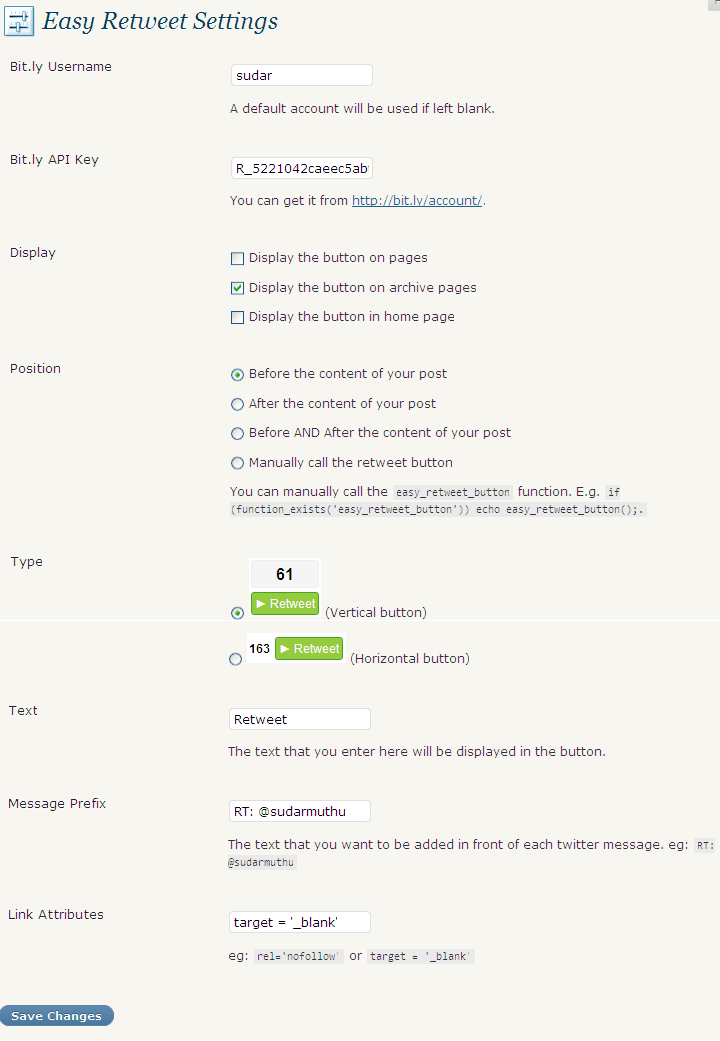 Easy Retweet Settings
Bit.ly Username
sudar
A default account will be used if left blank.
Bit.ly API Key
R_5221042caeec5ab
You can get it from http://bit.ly/account/.
Display
Display the button on pages
Display the button on archive pages
Display the button in home page
Position
Before the content of your post
After the content of your post
Before AND After the content of your post
Manually call the retweet button
You can manually call the easy_retweet_button function. E.g. if
(function_exists('easy_retweet_button')) echo easy_retweet_button();.
Type
61
Retweet (Vertical button)
163 Retweet (Horizontal button)
Text
Retweet
The text that you enter here will be displayed in the button.
Message Prefix
RT: @sudarmuthu
The text that you want to be added in front of each twitter message. eg: RT:
@sudarmuthu
Link Attributes
target = '_blank'
eg: rel='nofollow' or target = '_blank'
Save Changes